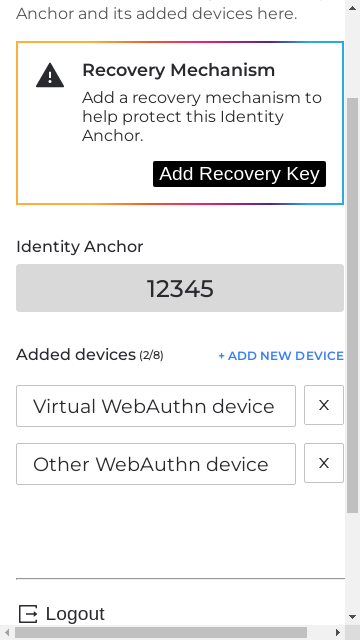 Anchor and its added devices here.
Recovery Mechanism
Add a recovery mechanism to
help protect this Identity
Anchor.
Add Recovery Key
Identity Anchor
12345
Added devices (2/8) + ADD NEW DEVICE
Virtual WebAuthn device X
Other WebAuthn device X
Logout